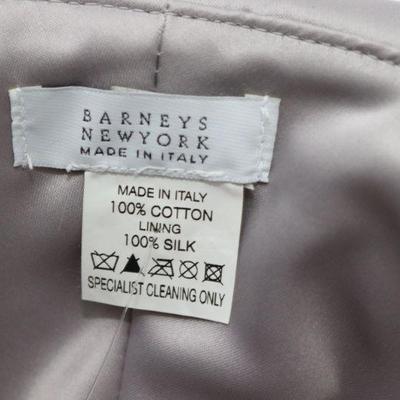 BARNEYS
NEWYORK
MADE IN ITALY
MADE IN ITALY
100% COTTON
LINING
100% SILK
SPECIALIST CLEANING ONLY